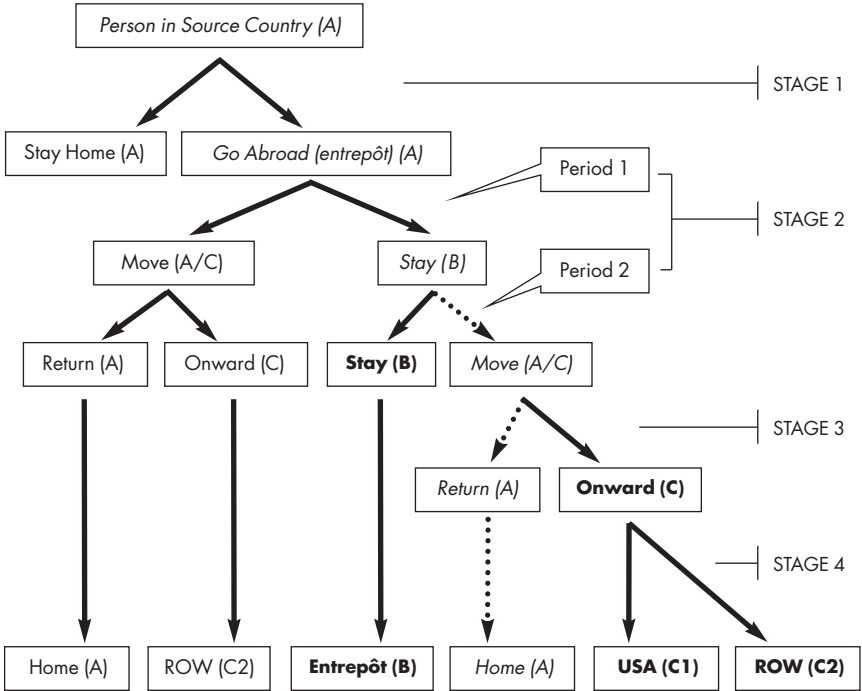 Person in Source Country (A)
STAGE 1
Stay Home (A)
Go Abroad (entrepôt) (A)
Period 1
STAGE 2
Move (A/C)
Stay (B)
Period 2
Return (A)
Onward (C)
Stay (B)
Move (A/C)
STAGE 3
Return (A)
Onward (C)
STAGE 4
Home (A)
ROW (C2)
Entrepôt (B)
Home (A)
USA (C1)
ROW (C2)